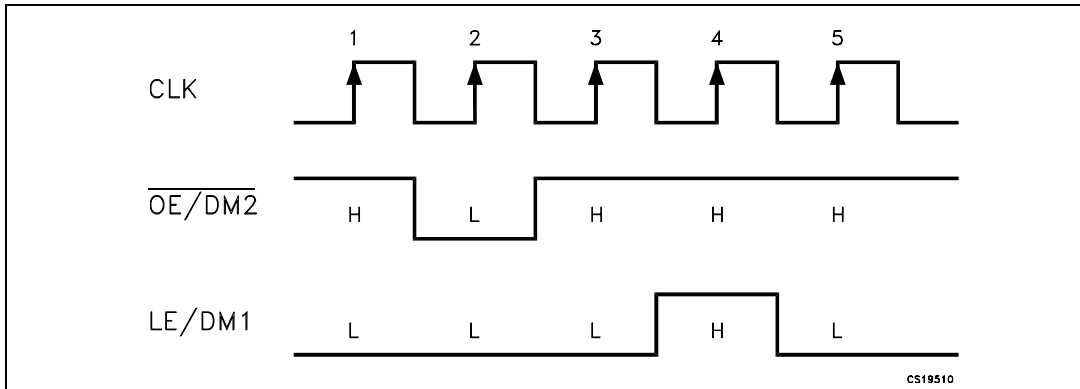 1 2 3 4 5
CLK
OE/DM2
H L H H H
LE/DM1
L L L H L
CS19510